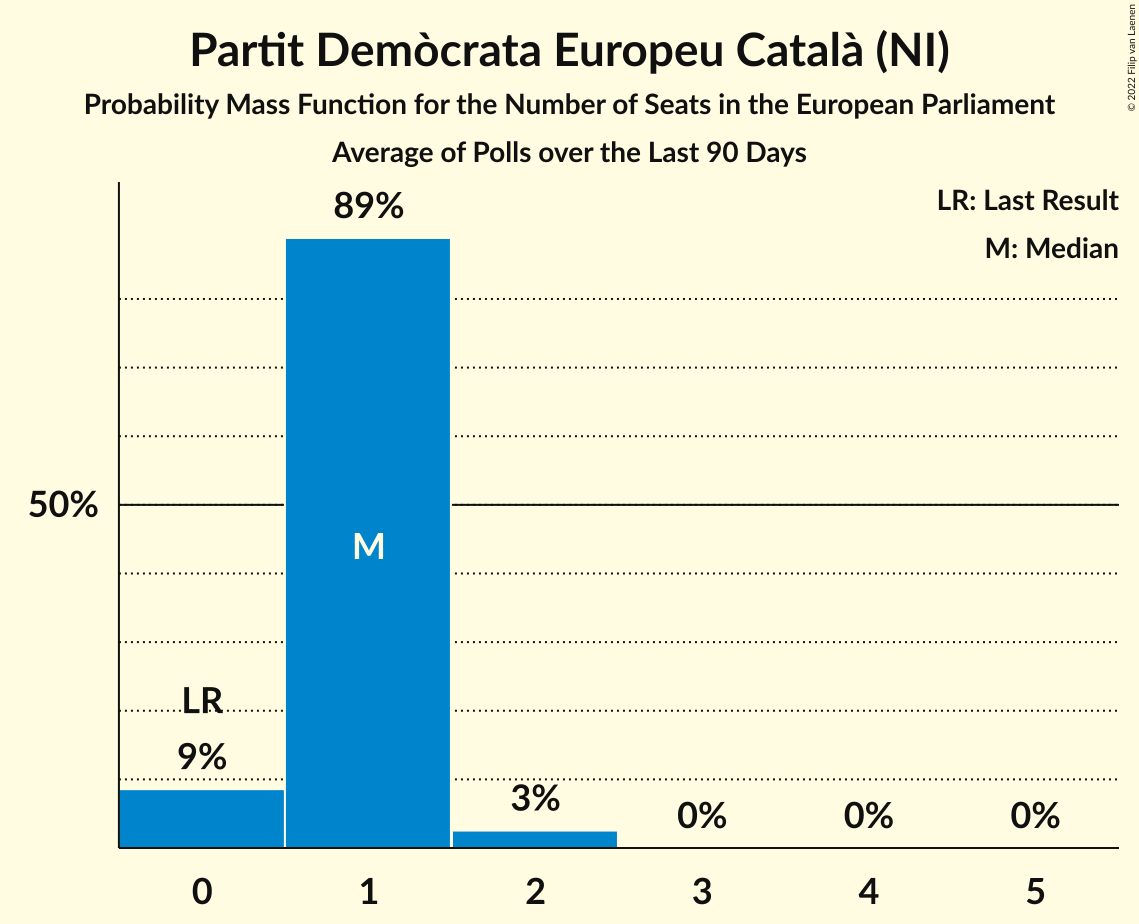 Partit Demòcrata Europeu Català (NI)
Probability Mass Function for the Number of Seats in the European Parliament
Average of Polls over the Last 90 Days
© 2022 Filip van Laenen
LR: Last Result
M: Median
89%
50%
M
LR
9%
3%
0%
0%
0%
0
1
2
3
4
5